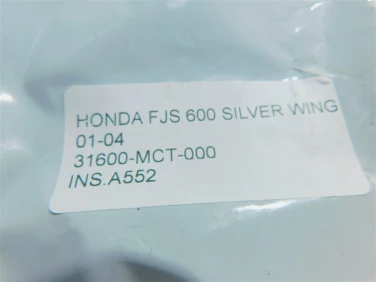 HONDA FJS 600 SILVER WING
01-04
31600-MCT-000
INS.A552